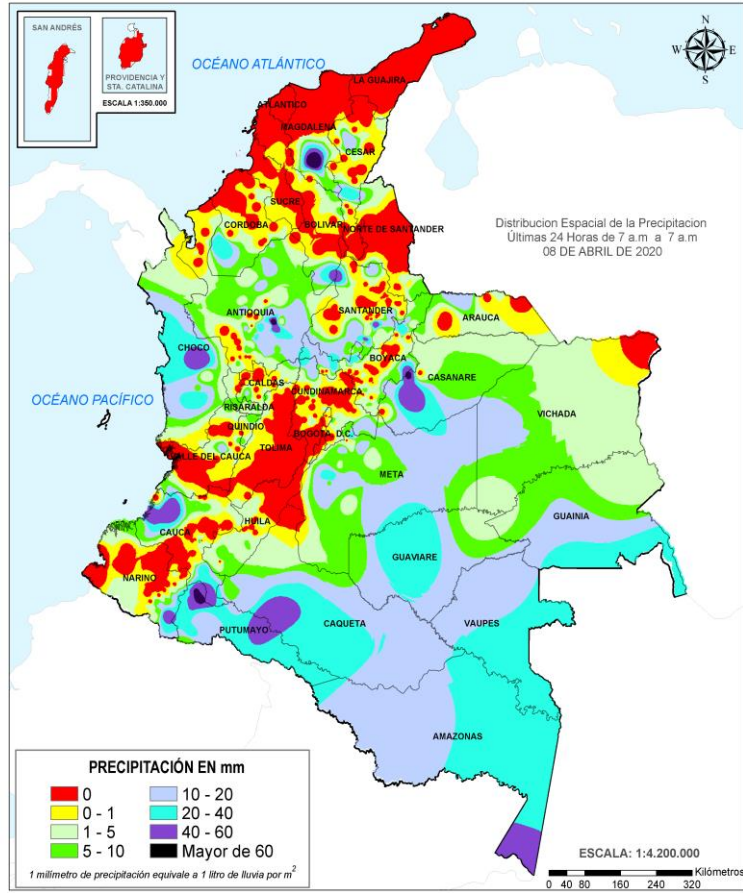 SAN ANDRÉS
PROVIDENCIA Y
STA. CATALINA
ESCALA 1:350.000
OCÉANO ATLÁNTICO
N
W E
S
LA GUAJIRA
ATLANTICO
MAGDALENA
CESAR
SUCRE
CORDOBA
BOLIVAR
NORTE DE SANTANDER
Distribucion Espacial de la Precipitacion
Últimas 24 Horas de 7 a.m a 7 a.m
08 DE ABRIL DE 2020
ANTIOQUIA
SANTANDER
ARAUCA
CHOCO
BOYACA
CASANARE
OCÉANO PACÍFICO
CALDAS
CUNDINAMARCA
RISARALDA
VICHADA
QUINDIO
BOGOTA D.C.
VALLE DEL CAUCA
TOLIMA
META
GUAINIA
CAUCA
HUILA
GUAVIARE
NARINO
PUTUMAYO
CAQUETA
VAUPES
AMAZONAS
PRECIPITACIÓN EN mm
0
0 - 1
1 - 5
5 - 10
10 - 20
20 - 40
40 - 60
Mayor de 60
1 milímetro de precipitación equivale a 1 litro de lluvia por m²
ESCALA: 1:4.200.000
Kilómetros
0 40 80 160 240 320